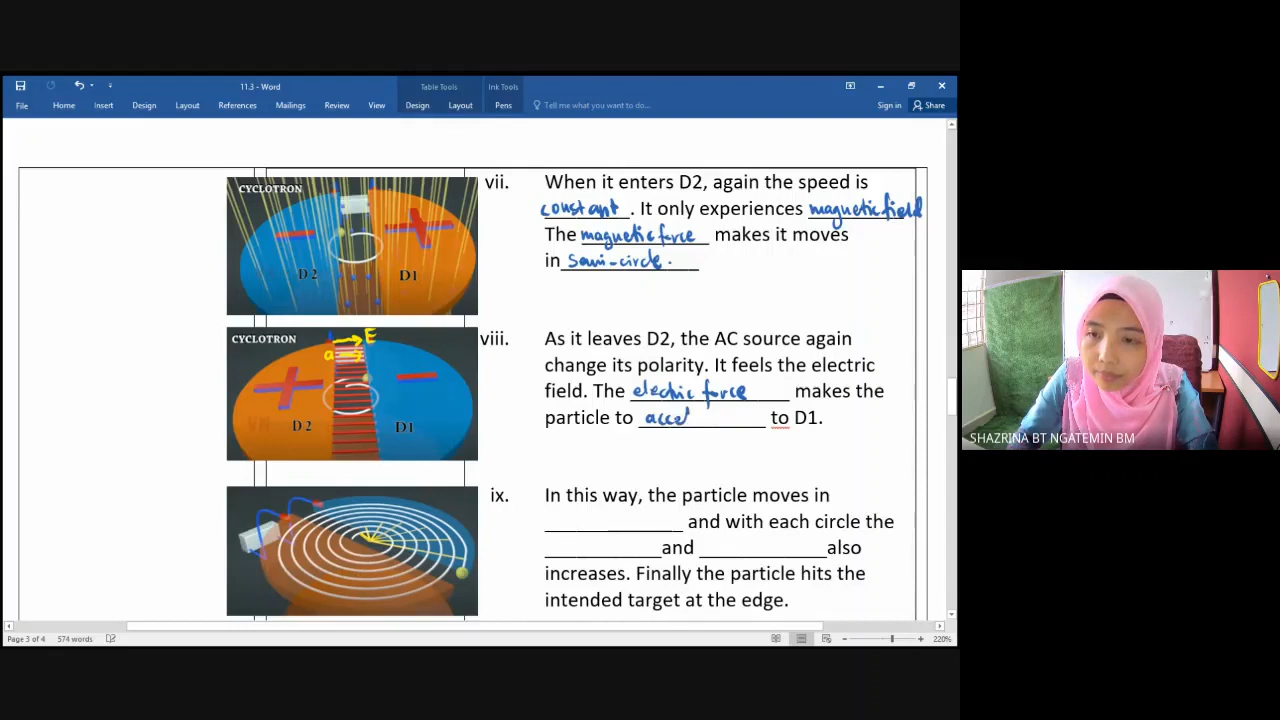 11.3 - Word
Table Tools
Ink Tools
File Home Insert Design Layout References Mailings Review View Design Layout Pens Tell me what you want to do... Sign in Share
CYCLOTRON
D2 D1
vii. When it enters D2, again the speed is
constant. It only experiences magnetic field
The magnetic force makes it moves
in semi-circle.
CYCLOTRON
E
a
D2 D1
viii. As it leaves D2, the AC source again
change its polarity. It feels the electric
field. The electric force makes the
particle to accel to D1.
ix. In this way, the particle moves in
______________ and with each circle the
____________and ____________also
increases. Finally the particle hits the
intended target at the edge.
SHAZRINA BT NGATEMIN BM
Page 3 of 4 574 words 220%